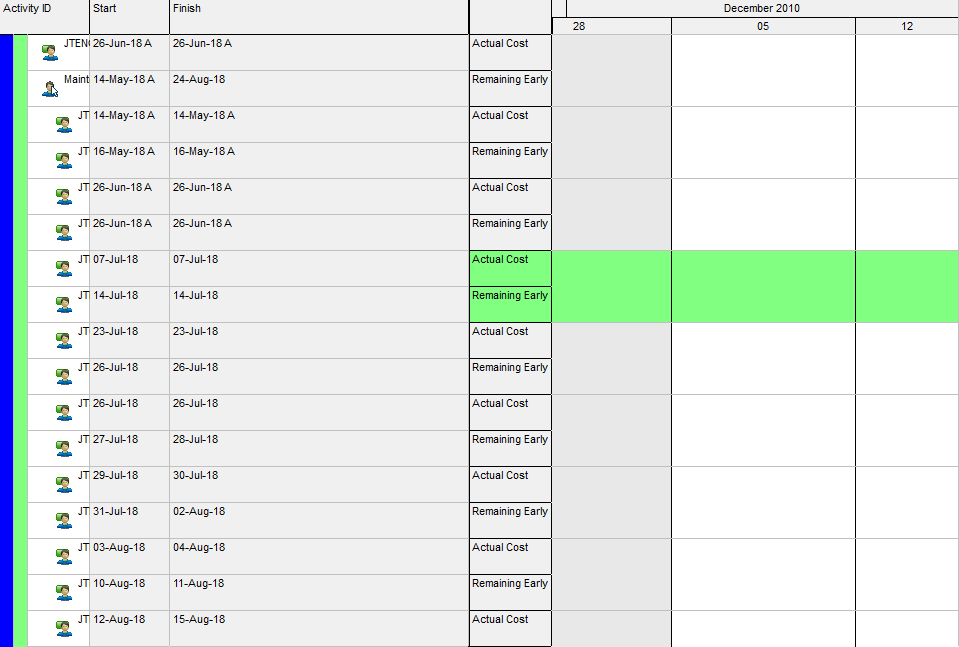 Activity ID Start Finish December 2010
28 05 12
JTEN 26-Jun-18 A 26-Jun-18 A Actual Cost
Maint 14-May-18 A 24-Aug-18 Remaining Early
JT 14-May-18 A 14-May-18 A Actual Cost
JT 16-May-18 A 16-May-18 A Remaining Early
JT 26-Jun-18 A 26-Jun-18 A Actual Cost
JT 26-Jun-18 A 26-Jun-18 A Remaining Early
JT 07-Jul-18 07-Jul-18 Actual Cost
JT 14-Jul-18 14-Jul-18 Remaining Early
JT 23-Jul-18 23-Jul-18 Actual Cost
JT 26-Jul-18 26-Jul-18 Remaining Early
JT 26-Jul-18 26-Jul-18 Actual Cost
JT 27-Jul-18 28-Jul-18 Remaining Early
JT 29-Jul-18 30-Jul-18 Actual Cost
JT 31-Jul-18 02-Aug-18 Remaining Early
JT 03-Aug-18 04-Aug-18 Actual Cost
JT 10-Aug-18 11-Aug-18 Remaining Early
JT 12-Aug-18 15-Aug-18 Actual Cost